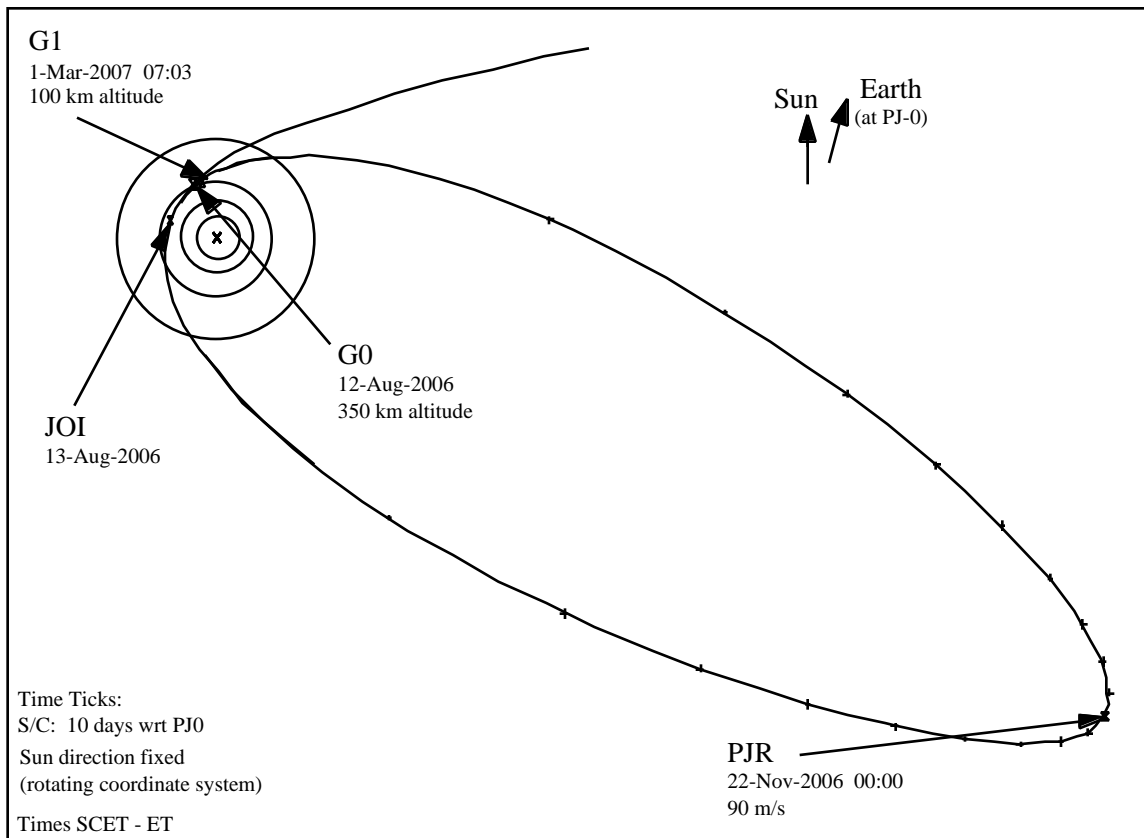 G1
1-Mar-2007 07:03
100 km altitude
Sun
Earth
(at PJ-0)
G0
12-Aug-2006
350 km altitude
JOI
13-Aug-2006
PJR
22-Nov-2006 00:00
90 m/s
Time Ticks:
S/C: 10 days wrt PJ0
Sun direction fixed
(rotating coordinate system)
Times SCET - ET